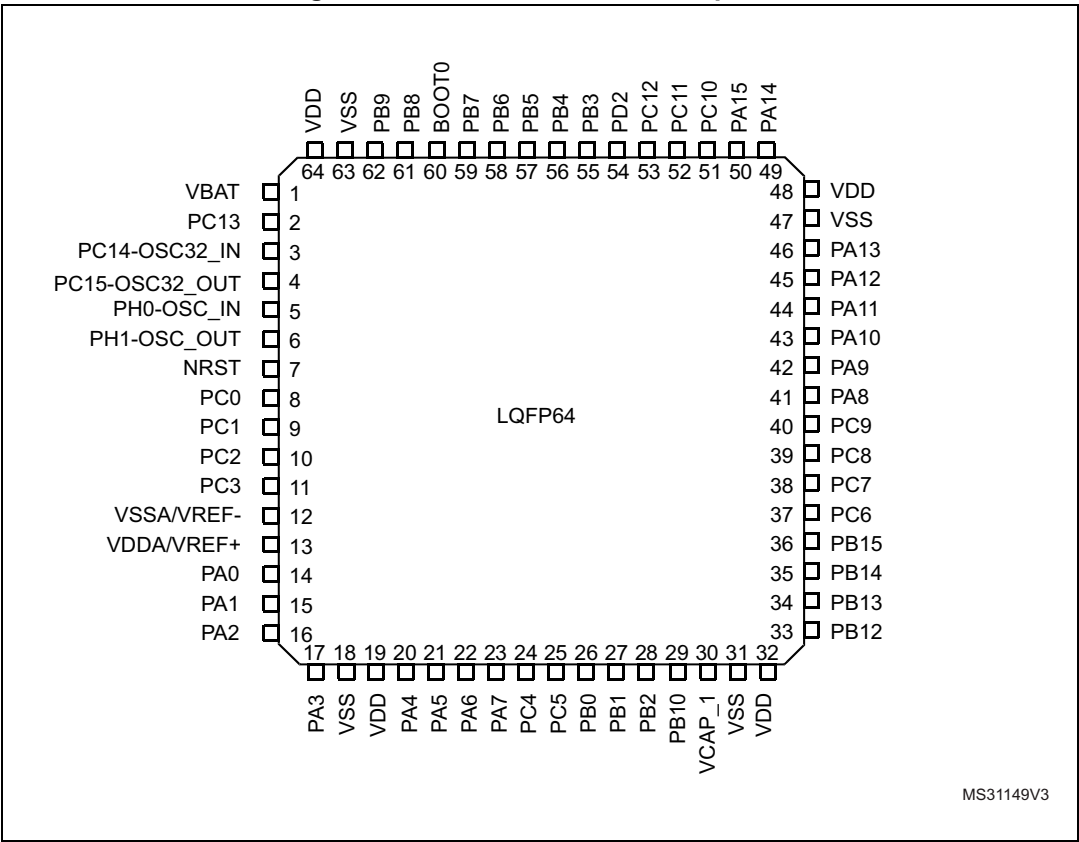 VDD
VSS
PB9
PB8
BOOT0
PB7
PB6
PB5
PB4
PB3
PD2
PC12
PC11
PC10
PA15
PA14
64 63 62 61 60 59 58 57 56 55 54 53 52 51 50 49
VBAT 1 48 VDD
PC13 2 47 VSS
PC14-OSC32_IN 3 46 PA13
PC15-OSC32_OUT 4 45 PA12
PH0-OSC_IN 5 44 PA11
PH1-OSC_OUT 6 43 PA10
NRST 7 42 PA9
PC0 8 41 PA8
LQFP64
PC1 9 40 PC9
PC2 10 39 PC8
PC3 11 38 PC7
VSSA/VREF- 12 37 PC6
VDDA/VREF+ 13 36 PB15
PA0 14 35 PB14
PA1 15 34 PB13
PA2 16 33 PB12
17 18 19 20 21 22 23 24 25 26 27 28 29 30 31 32
PA3
VSS
VDD
PA4
PA5
PA6
PA7
PC4
PC5
PB0
PB1
PB2
PB10
VCAP_1
VSS
VDD
MS31149V3